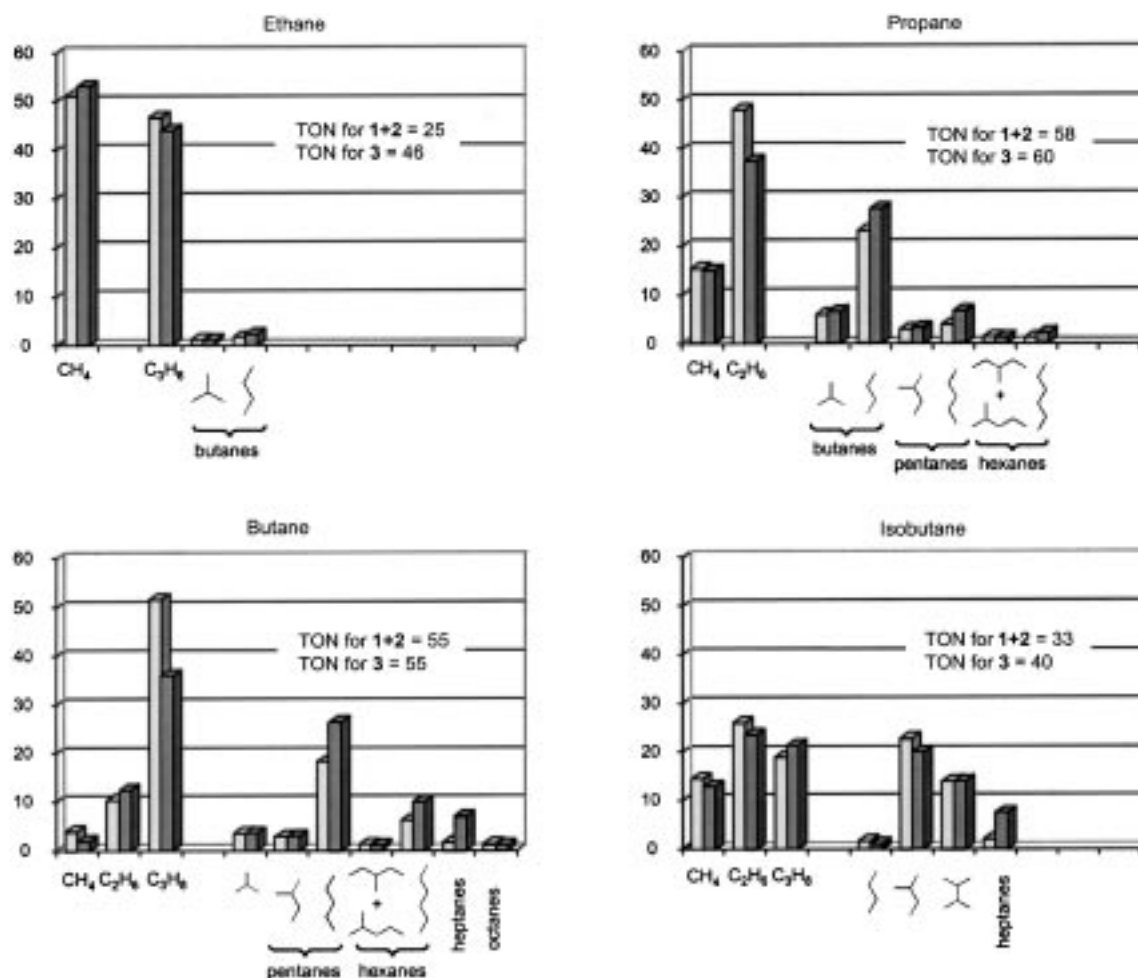 Ethane
60
50
40
30
20
10
0
TON for 1+2 = 25
TON for 3 = 46
CH₄
C₃H₈
butanes
Propane
60
50
40
30
20
10
0
TON for 1+2 = 58
TON for 3 = 60
CH₄ C₂H₆
+
butanes
pentanes hexanes
Butane
60
50
40
30
20
10
0
TON for 1+2 = 55
TON for 3 = 55
CH₄ C₂H₆ C₃H₈
+
heptanes
octanes
pentanes hexanes
Isobutane
60
50
40
30
20
10
0
TON for 1+2 = 33
TON for 3 = 40
CH₄ C₂H₆ C₃H₈
heptanes